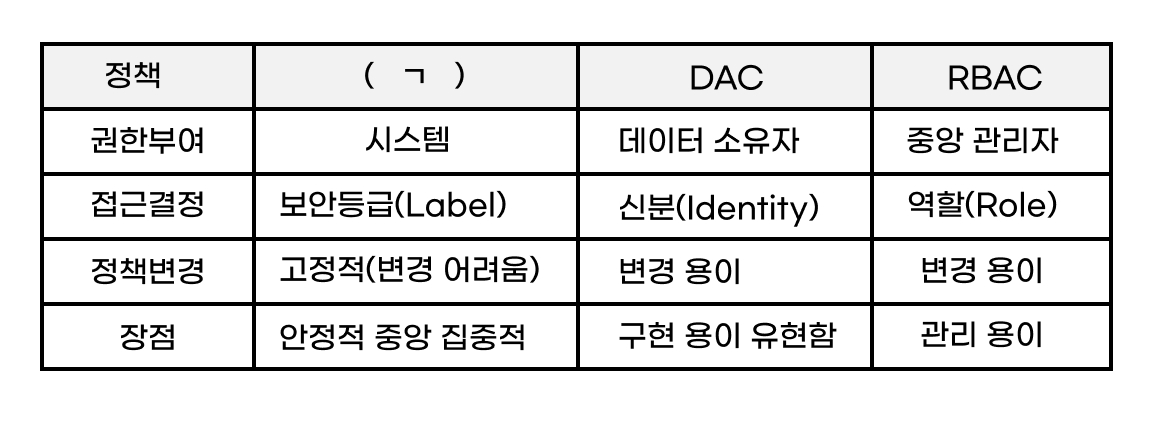 정책 ( ㄱ ) DAC RBAC
권한부여 시스템 데이터 소유자 중앙 관리자
접근결정 보안등급(Label) 신분(Identity) 역할(Role)
정책변경 고정적(변경 어려움) 변경 용이 변경 용이
장점 안정적 중앙 집중적 구현 용이 유현함 관리 용이